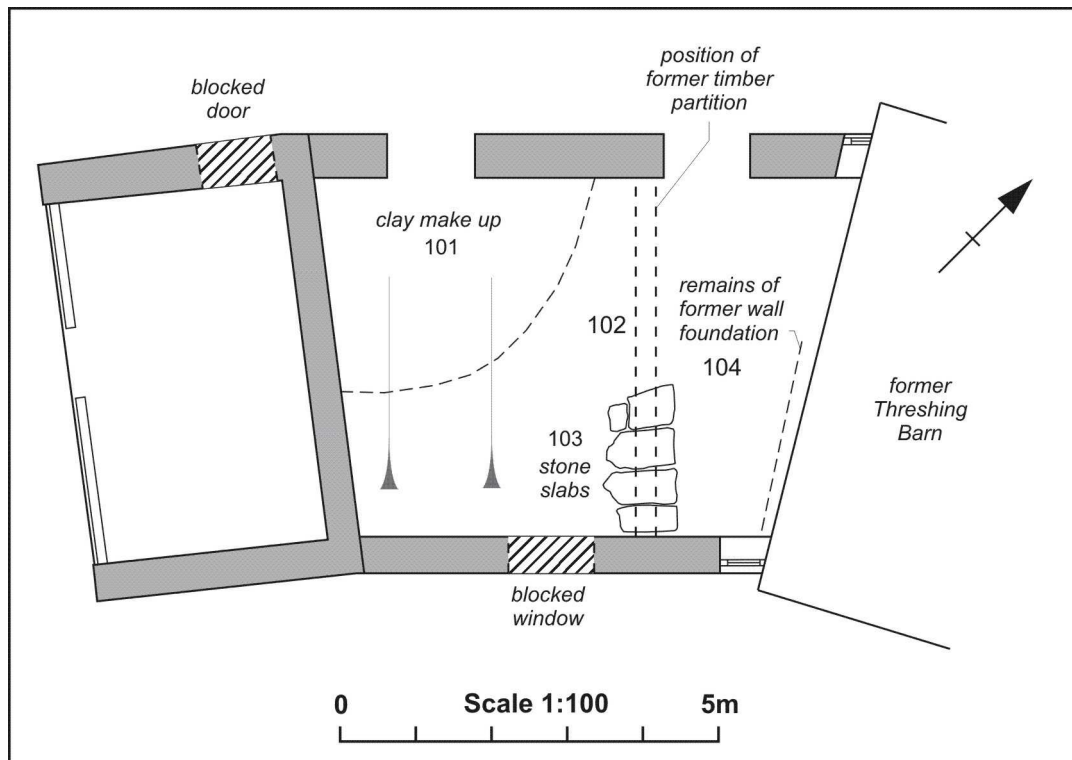 position of
former timber
partition
blocked
door
clay make up
101
remains of
former wall
foundation
104
102
former
Threshing
Barn
103
stone
slabs
blocked
window
0 Scale 1:100 5m